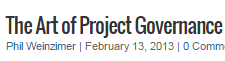 The Art of Project Governance
Phil Weinzimer | February 13, 2013 | 0 Comm